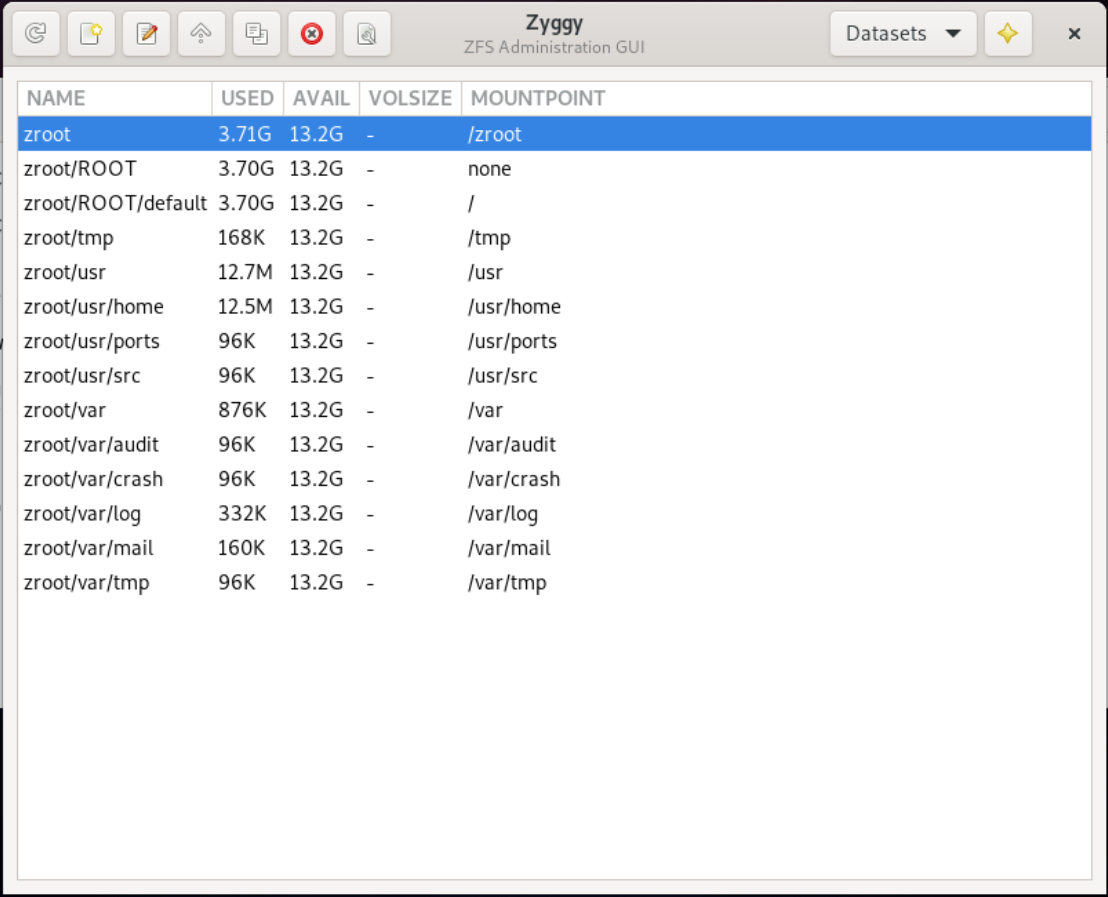 Zyggy
ZFS Administration GUI
Datasets
NAME USED AVAIL VOLSIZE MOUNTPOINT
zroot 3.71G 13.2G - /zroot
zroot/ROOT 3.70G 13.2G - none
zroot/ROOT/default 3.70G 13.2G - /
zroot/tmp 168K 13.2G - /tmp
zroot/usr 12.7M 13.2G - /usr
zroot/usr/home 12.5M 13.2G - /usr/home
zroot/usr/ports 96K 13.2G - /usr/ports
zroot/usr/src 96K 13.2G - /usr/src
zroot/var 876K 13.2G - /var
zroot/var/audit 96K 13.2G - /var/audit
zroot/var/crash 96K 13.2G - /var/crash
zroot/var/log 332K 13.2G - /var/log
zroot/var/mail 160K 13.2G - /var/mail
zroot/var/tmp 96K 13.2G - /var/tmp